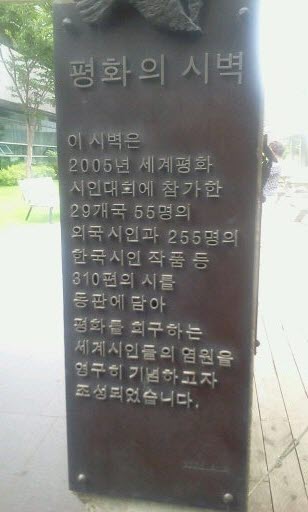 평화의 시벽
이 시벽은
2005년 세계평화
시인대회에 참가한
29개국 55명의
외국시인과 255명의
한국시인 작품 등
310편의 시를
동판에 담아
평화를 희구하는
세계시인들의 염원을
영구히 기념하고자
조성되었습니다.